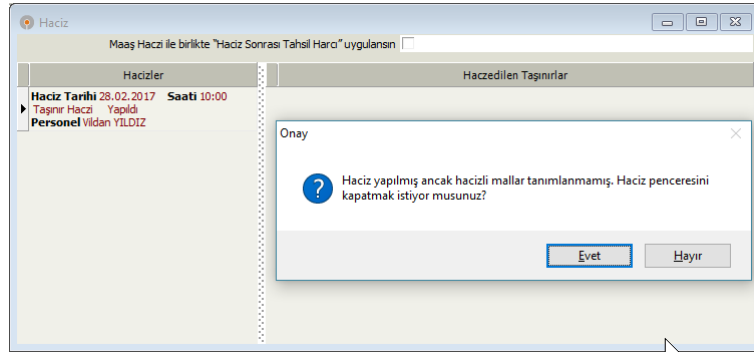 Haciz
Maaş Haczi ile birlikte "Haciz Sonrası Tahsil Harcı" uygulansın
Hacizler
Haczedilen Taşınırlar
Haciz Tarihi 28.02.2017 Saati 10:00
Taşınır Haczi Yapıldı
Personel Vildan YILDIZ
Onay
Haciz yapılmış ancak hacizli mallar tanımlanmamış. Haciz penceresini
kapatmak istiyor musunuz?
Evet
Hayır